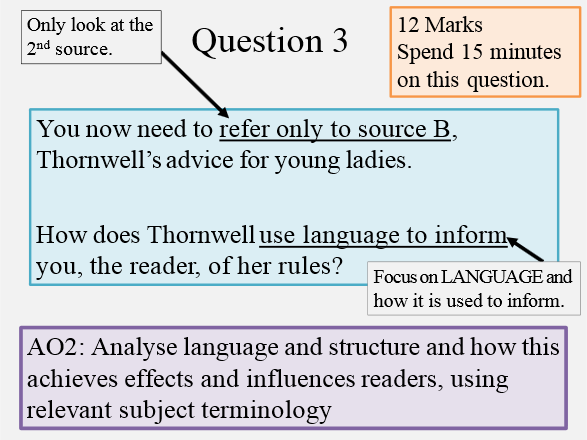 Only look at the
2nd source.
Question 3
12 Marks
Spend 15 minutes
on this question.
You now need to refer only to source B,
Thornwell’s advice for young ladies.
How does Thornwell use language to inform
you, the reader, of her rules?
Focus on LANGUAGE and
how it is used to inform.
AO2: Analyse language and structure and how this
achieves effects and influences readers, using
relevant subject terminology